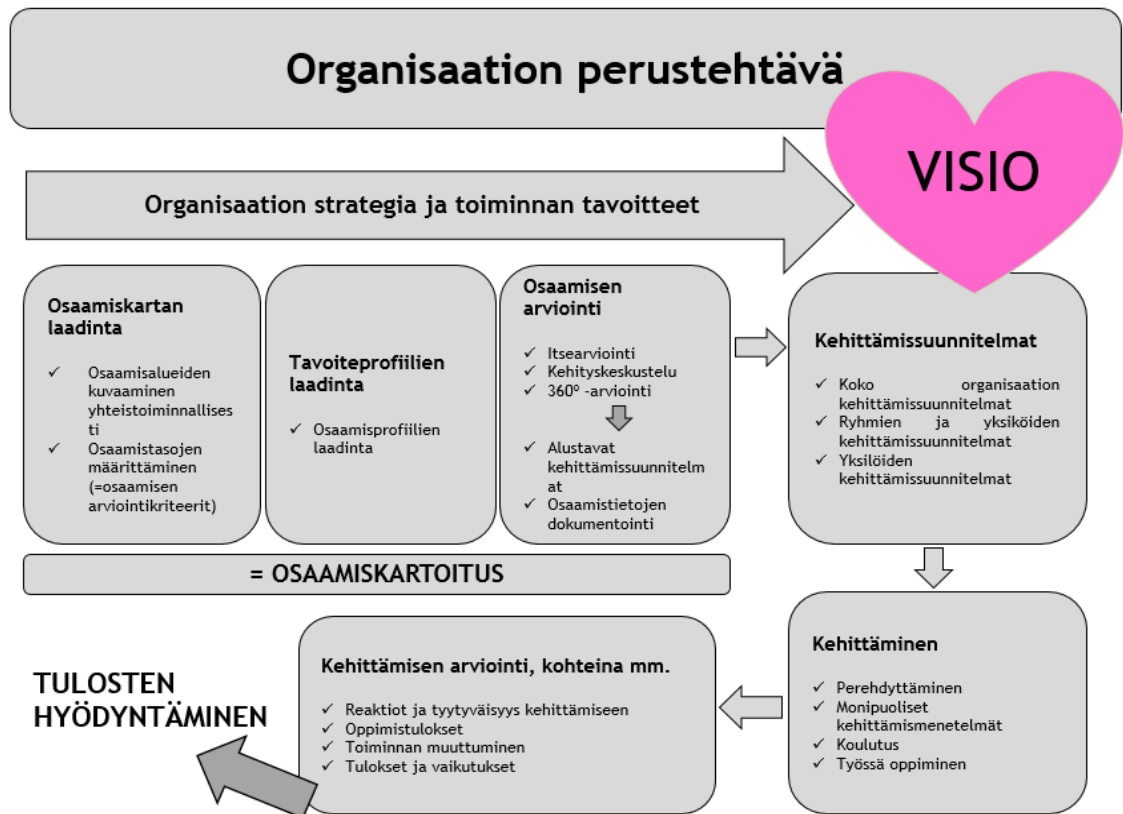 Organisaation perustehtävä
VISIO
Organisaation strategia ja toiminnan tavoitteet
Osaamiskartan
laadinta
✓ Osaamisalueiden
kuvaaminen
yhteistoiminnallises
ti
✓ Osaamistasojen
määrittäminen
(=osaamisen
arviointikriteerit)
Tavoiteprofiilien
laadinta
✓ Osaamisprofiilien
laadinta
Osaamisen
arviointi
✓ Itsearviointi
✓ Kehityskeskustelu
✓ 360º -arviointi
✓ Alustavat
kehittämissuunnitelm
at
✓ Osaamistietojen
dokumentointi
= OSAAMISKARTOITUS
Kehittämissuunnitelmat
✓ Koko organisaation
kehittämissuunnitelmat
✓ Ryhmien ja yksiköiden
kehittämissuunnitelmat
✓ Yksilöiden
kehittämissuunnitelmat
Kehittäminen
✓ Perehdyttäminen
✓ Monipuoliset
kehittämismenetelmät
✓ Koulutus
✓ Työssä oppiminen
Kehittämisen arviointi, kohteina mm.
✓ Reaktiot ja tyytyväisyys kehittämiseen
✓ Oppimistulokset
✓ Toiminnan muuttuminen
✓ Tulokset ja vaikutukset
TULOSTEN
HYÖDYNTÄMINEN